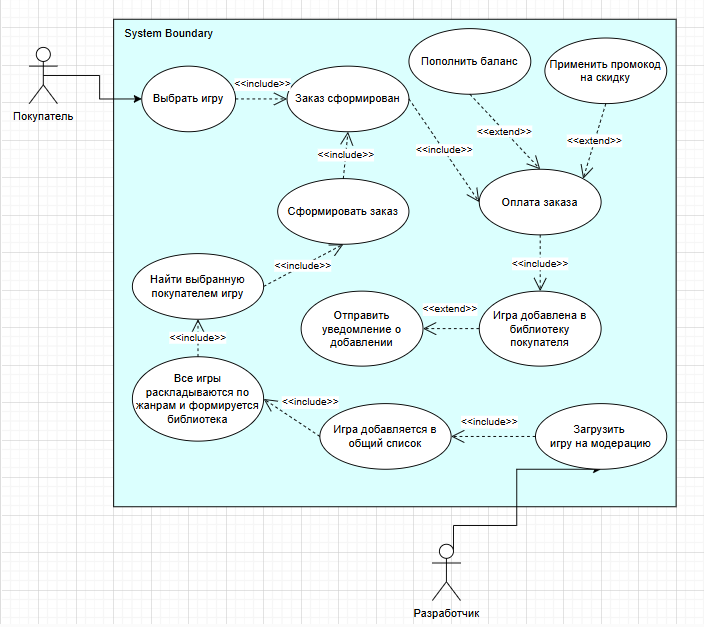 System Boundary
Покупатель
Выбрать игру
<<include>>
Заказ сформирован
Пополнить баланс
Применить промокод
на скидку
<<extend>>
<<extend>>
<<include>>
<<include>>
Сформировать заказ
Оплата заказа
<<include>>
<<include>>
Найти выбранную
покупателем игру
Отправить
уведомление о
добавлении
<<extend>>
Игра добавлена в
библиотеку
покупателя
<<include>>
Все игры
раскладываются по
жанрам и формируется
библиотека
<<include>>
Игра добавляется в
общий список
<<include>>
Загрузить
игру на модерацию
Разработчик